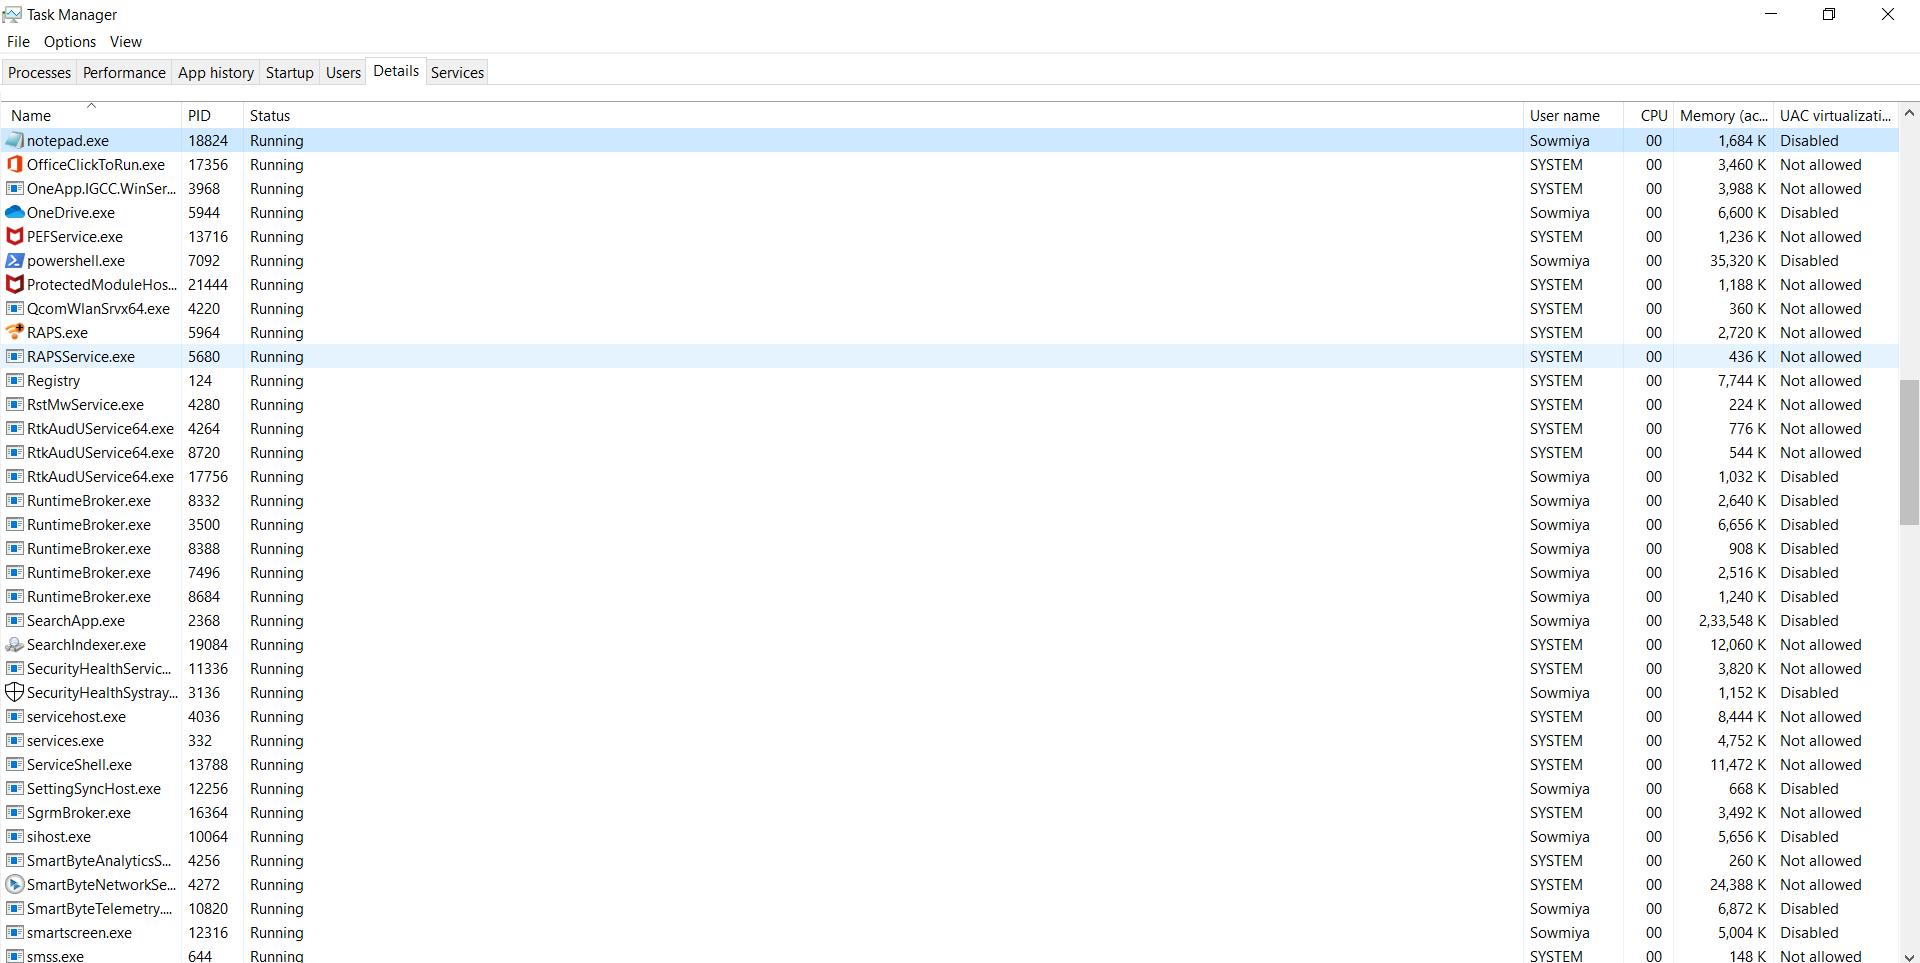 Task Manager
File Options View
Processes Performance App history Startup Users Details Services
Name PID Status User name CPU Memory (ac... UAC virtualizati...
notepad.exe 18824 Running Sowmiya 00 1,684 K Disabled
OfficeClickToRun.exe 17356 Running SYSTEM 00 3,460 K Not allowed
OneApp.IGCC.WinSer... 3968 Running SYSTEM 00 3,988 K Not allowed
OneDrive.exe 5944 Running Sowmiya 00 6,600 K Disabled
PEFService.exe 13716 Running SYSTEM 00 1,236 K Not allowed
powershell.exe 7092 Running Sowmiya 00 35,320 K Disabled
ProtectedModuleHos... 21444 Running SYSTEM 00 1,188 K Not allowed
QcomWlanSrvx64.exe 4220 Running SYSTEM 00 360 K Not allowed
RAPS.exe 5964 Running SYSTEM 00 2,720 K Not allowed
RAPSService.exe 5680 Running SYSTEM 00 436 K Not allowed
Registry 124 Running SYSTEM 00 7,744 K Not allowed
RstMwService.exe 4280 Running SYSTEM 00 224 K Not allowed
RtkAudUService64.exe 4264 Running SYSTEM 00 776 K Not allowed
RtkAudUService64.exe 8720 Running SYSTEM 00 544 K Not allowed
RtkAudUService64.exe 17756 Running Sowmiya 00 1,032 K Disabled
RuntimeBroker.exe 8332 Running Sowmiya 00 2,640 K Disabled
RuntimeBroker.exe 3500 Running Sowmiya 00 6,656 K Disabled
RuntimeBroker.exe 8388 Running Sowmiya 00 908 K Disabled
RuntimeBroker.exe 7496 Running Sowmiya 00 2,516 K Disabled
RuntimeBroker.exe 8684 Running Sowmiya 00 1,240 K Disabled
SearchApp.exe 2368 Running Sowmiya 00 2,33,548 K Disabled
SearchIndexer.exe 19084 Running SYSTEM 00 12,060 K Not allowed
SecurityHealthServic... 11336 Running SYSTEM 00 3,820 K Not allowed
SecurityHealthSystray... 3136 Running Sowmiya 00 1,152 K Disabled
servicehost.exe 4036 Running SYSTEM 00 8,444 K Not allowed
services.exe 332 Running SYSTEM 00 4,752 K Not allowed
ServiceShell.exe 13788 Running SYSTEM 00 11,472 K Not allowed
SettingSyncHost.exe 12256 Running Sowmiya 00 668 K Disabled
SgrmBroker.exe 16364 Running SYSTEM 00 3,492 K Not allowed
sihost.exe 10064 Running Sowmiya 00 5,656 K Disabled
SmartByteAnalyticsS... 4256 Running SYSTEM 00 260 K Not allowed
SmartByteNetworkSe... 4272 Running SYSTEM 00 24,388 K Not allowed
SmartByteTelemetry.... 10820 Running Sowmiya 00 6,872 K Disabled
smartscreen.exe 12316 Running Sowmiya 00 5,004 K Disabled
smss.exe 644 Running SYSTEM 00 148 K Not allowed